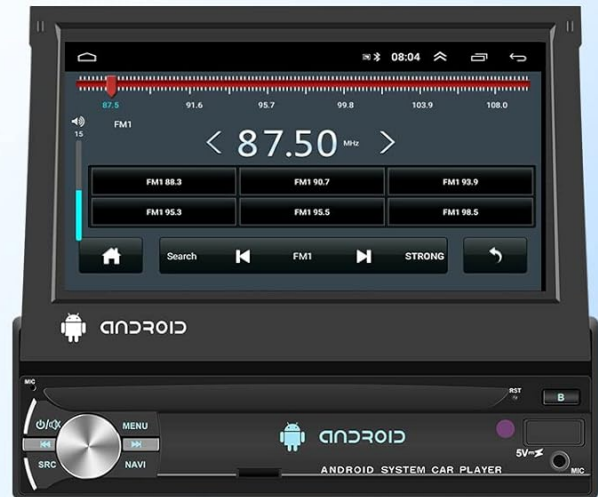 08:04
87.5 91.6 95.7 99.8 103.9 108.0
15
FM1
< 87.50 MHz >
FM1 88.3 FM1 90.7 FM1 93.9
FM1 95.3 FM1 95.5 FM1 98.5
Search FM1 STRONG
ANDROID
MIC
RST
B
MENU
SRC NAVI
ANDROID
5V
MIC
ANDROID SYSTEM CAR PLAYER